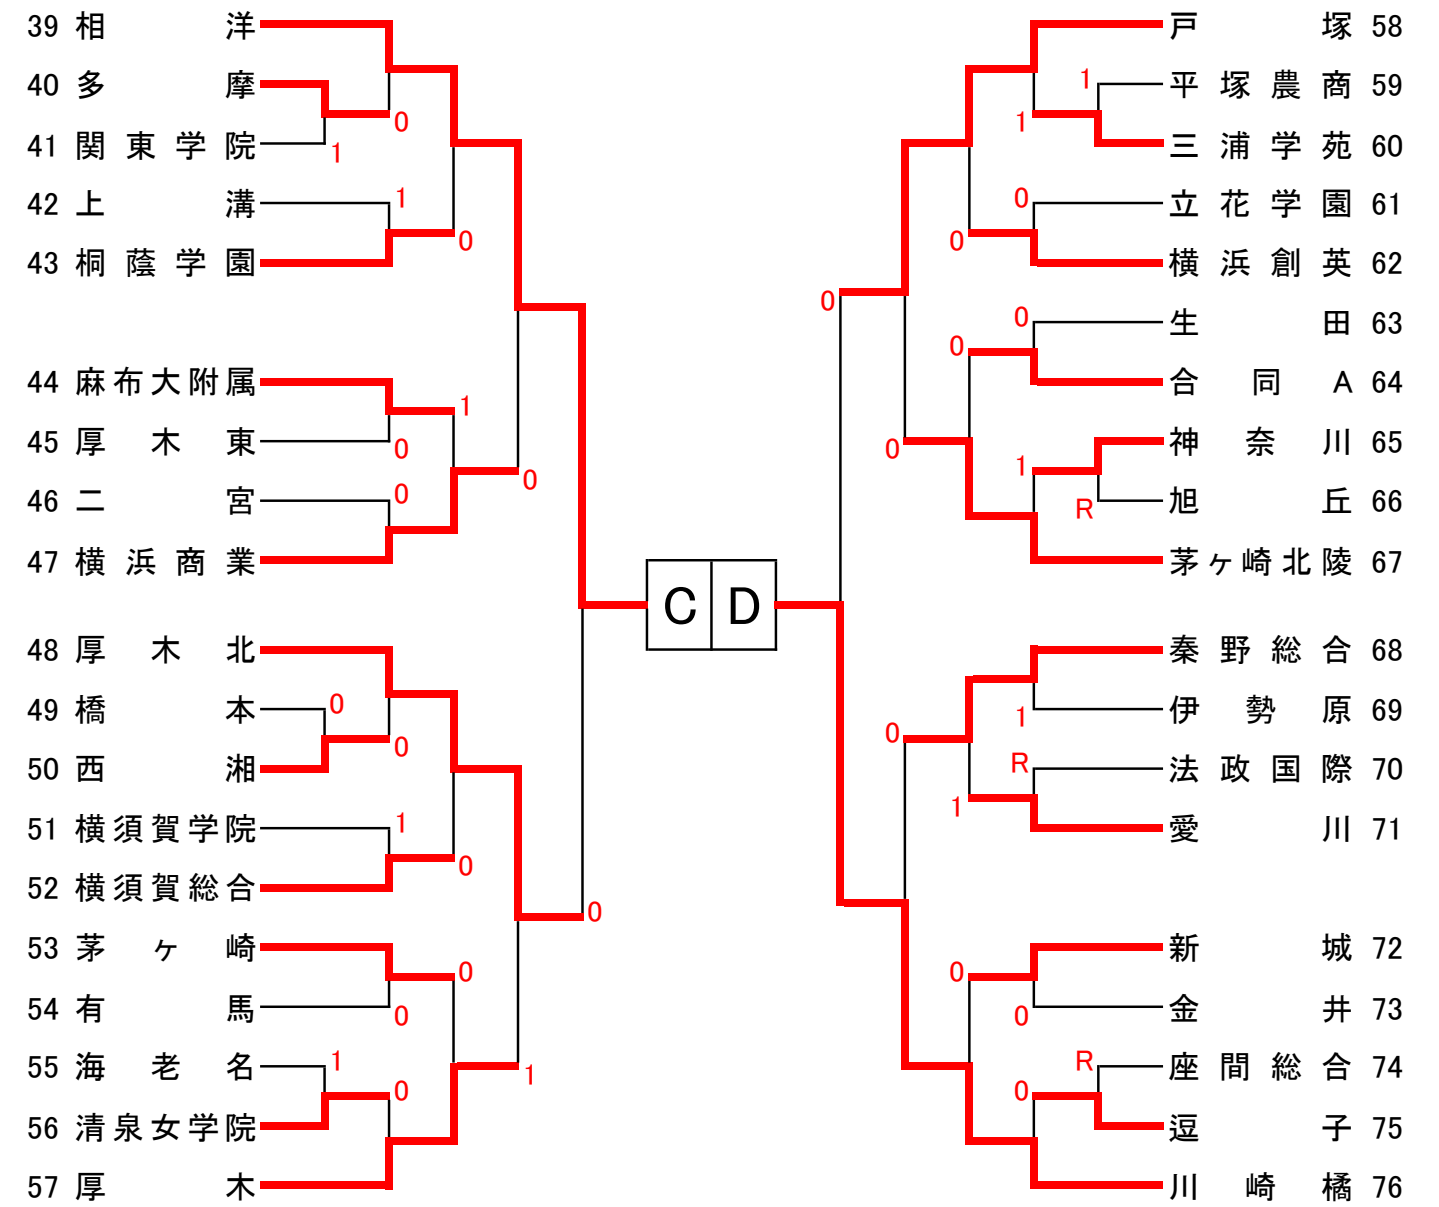 39 相洋
40 多摩
0
41 関東学院
1
42 上溝
1
43 桐蔭学園
0
44 麻布大附属
1
45 厚木東
0
46 二宮
0
0
47 横浜商業
48 厚木北
49 橋本
0
50 西湘
0
51 横須賀学院
1
52 横須賀総合
0
0
53 茅ヶ崎
0
54 有馬
0
55 海老名
1
1
56 清泉女学院
0
57 厚木
C D
戸塚 58
1
平塚農商 59
1
三浦学苑 60
0
立花学園 61
0
横浜創英 62
0
0
生田 63
0
合同A 64
0
神奈川 65
1
旭丘 66
R
茅ヶ崎北陵 67
秦野総合 68
0
1
伊勢原 69
R
法政国際 70
1
愛川 71
新城 72
0
0
金井 73
R
座間総合 74
0
逗子 75
川崎橘 76